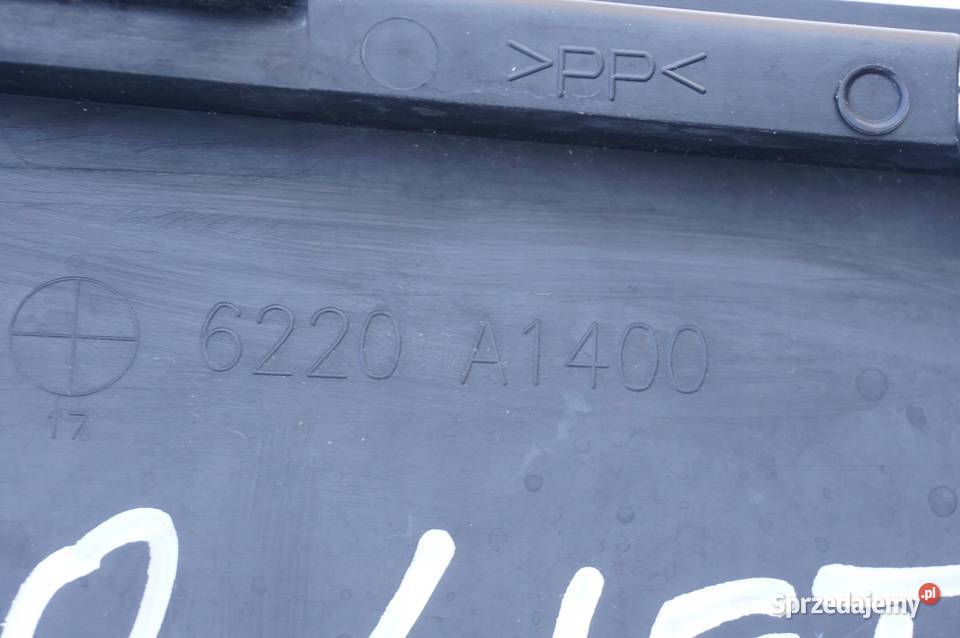 >PP<
6220 A1400
17
Sprzedajemy.pl